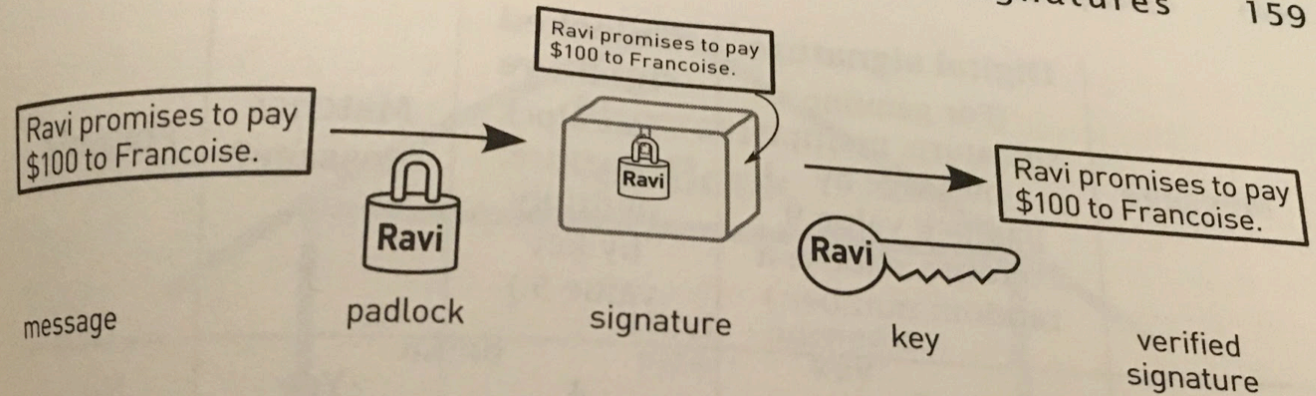 159
Ravi promises to pay
$100 to Francoise.
Ravi promises to pay
$100 to Francoise.
Ravi
Ravi
Ravi
Ravi promises to pay
$100 to Francoise.
message
padlock
signature
key
verified
signature